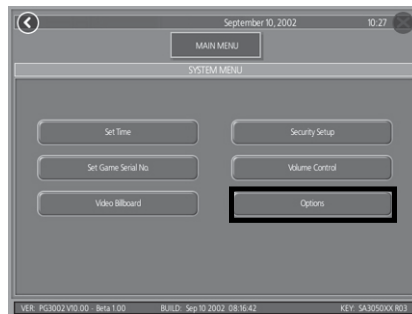 September 10, 2002 10:27
MAIN MENU
SYSTEM MENU
Set Time Security Setup
Set Game Serial No. Volume Control
Video Billboard Options
VER: PG3002 V10.00 - Beta 1.00 BUILD: Sep 10 2002 08:16:42 KEY: SA3050XX R03